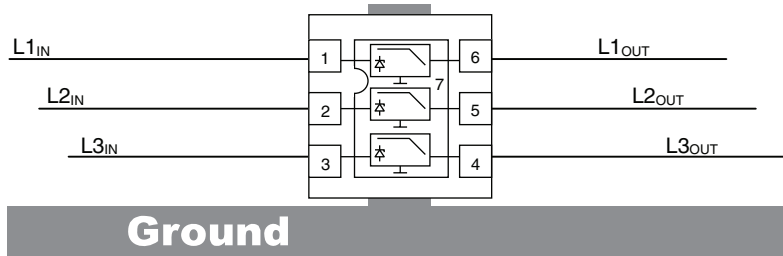 L1IN 1 6 L1OUT
7
L2IN 2 5 L2OUT
L3IN 3 4 L3OUT
Ground